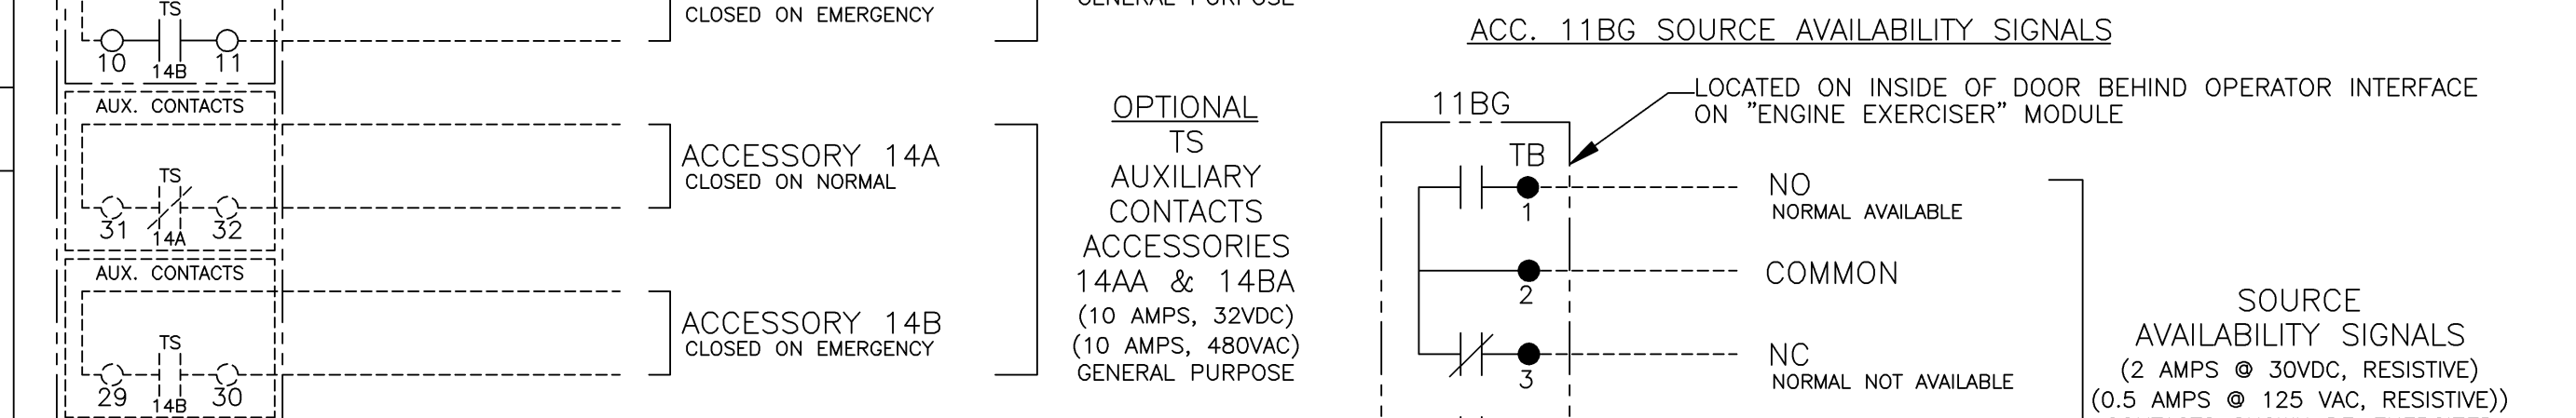 TS
10
11
14B
CLOSED ON EMERGENCY
GENERAL PURPOSE
AUX. CONTACTS
TS
31
32
14A
ACCESSORY 14A
CLOSED ON NORMAL
AUX. CONTACTS
TS
29
30
14B
ACCESSORY 14B
CLOSED ON EMERGENCY
OPTIONAL
TS
AUXILIARY
CONTACTS
ACCESSORIES
14AA & 14BA
(10 AMPS, 32VDC)
(10 AMPS, 480VAC)
GENERAL PURPOSE
ACC. 11BG SOURCE AVAILABILITY SIGNALS
LOCATED ON INSIDE OF DOOR BEHIND OPERATOR INTERFACE
ON "ENGINE EXERCISER" MODULE
11BG
TB
1
NO
NORMAL AVAILABLE
2
COMMON
3
NC
NORMAL NOT AVAILABLE
SOURCE
AVAILABILITY SIGNALS
(2 AMPS @ 30VDC, RESISTIVE)
(0.5 AMPS @ 125 VAC, RESISTIVE))